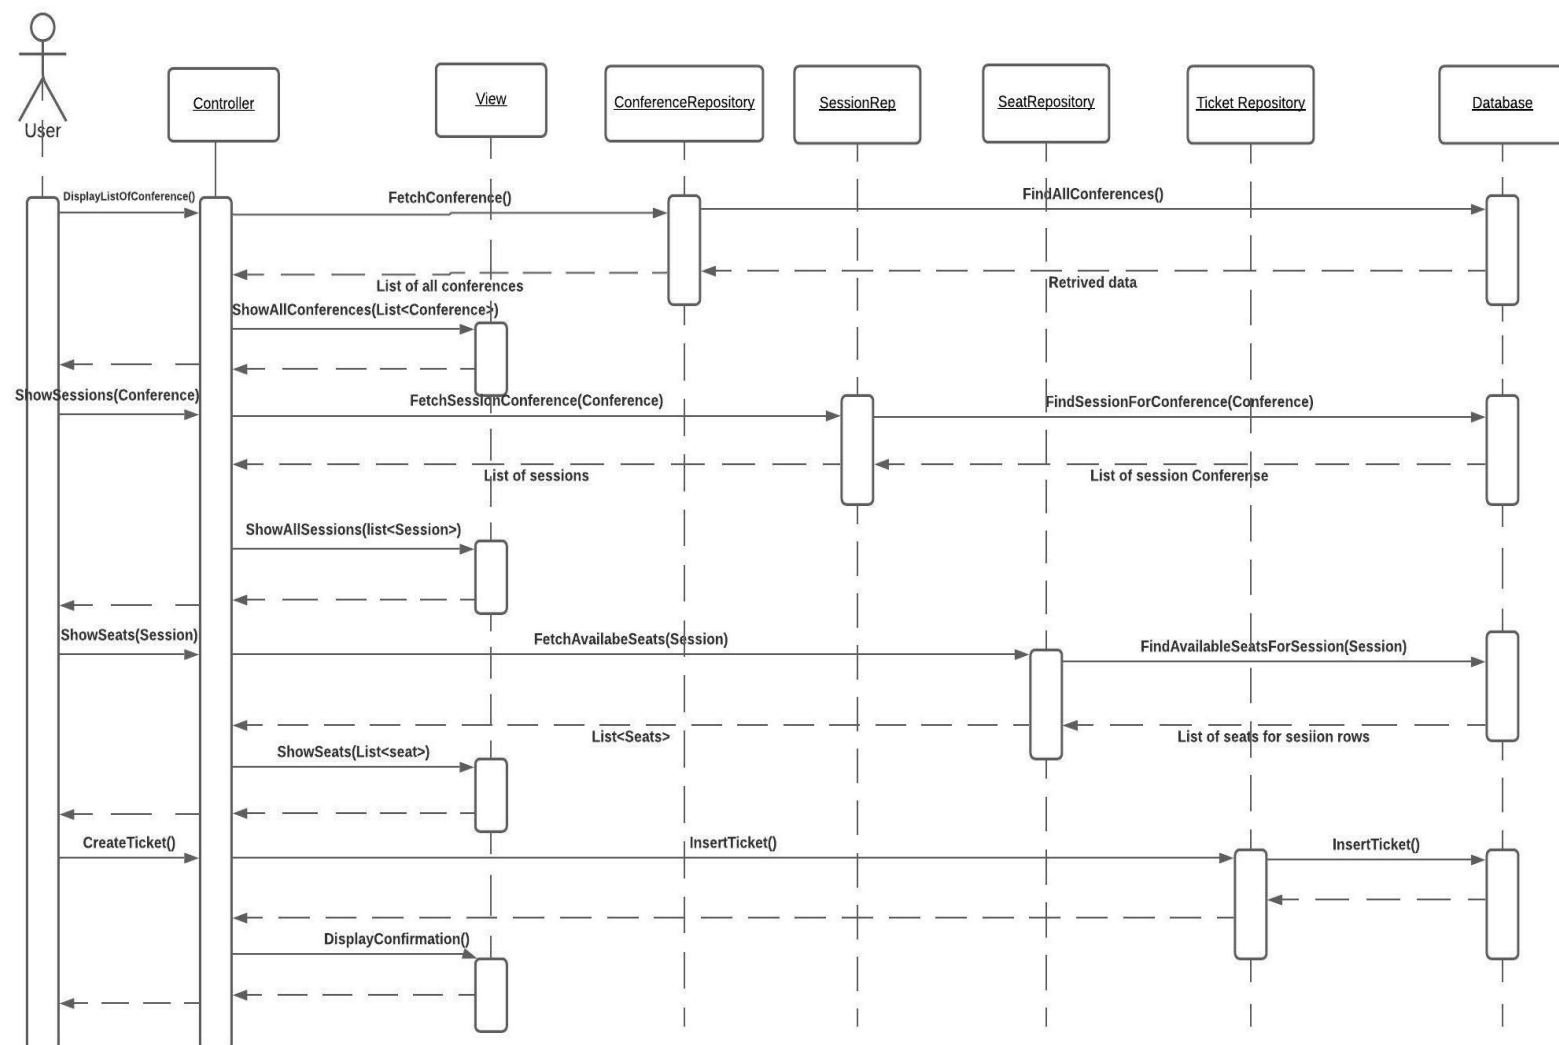 User
Controller
View
ConferenceRepository
SessionRep
SeatRepository
Ticket Repository
Database
DisplayListOfConference()
FetchConference()
FindAllConferences()
List of all conferences
Retrived data
ShowAllConferences(List<Conference>)
ShowSessions(Conference)
FetchSessionConference(Conference)
FindSessionForConference(Conference)
List of sessions
List of session Conferense
ShowAllSessions(list<Session>)
ShowSeats(Session)
FetchAvailabeSeats(Session)
FindAvailableSeatsForSession(Session)
List<Seats>
List of seats for sesiion rows
ShowSeats(List<seat>)
CreateTicket()
InsertTicket()
InsertTicket()
DisplayConfirmation()